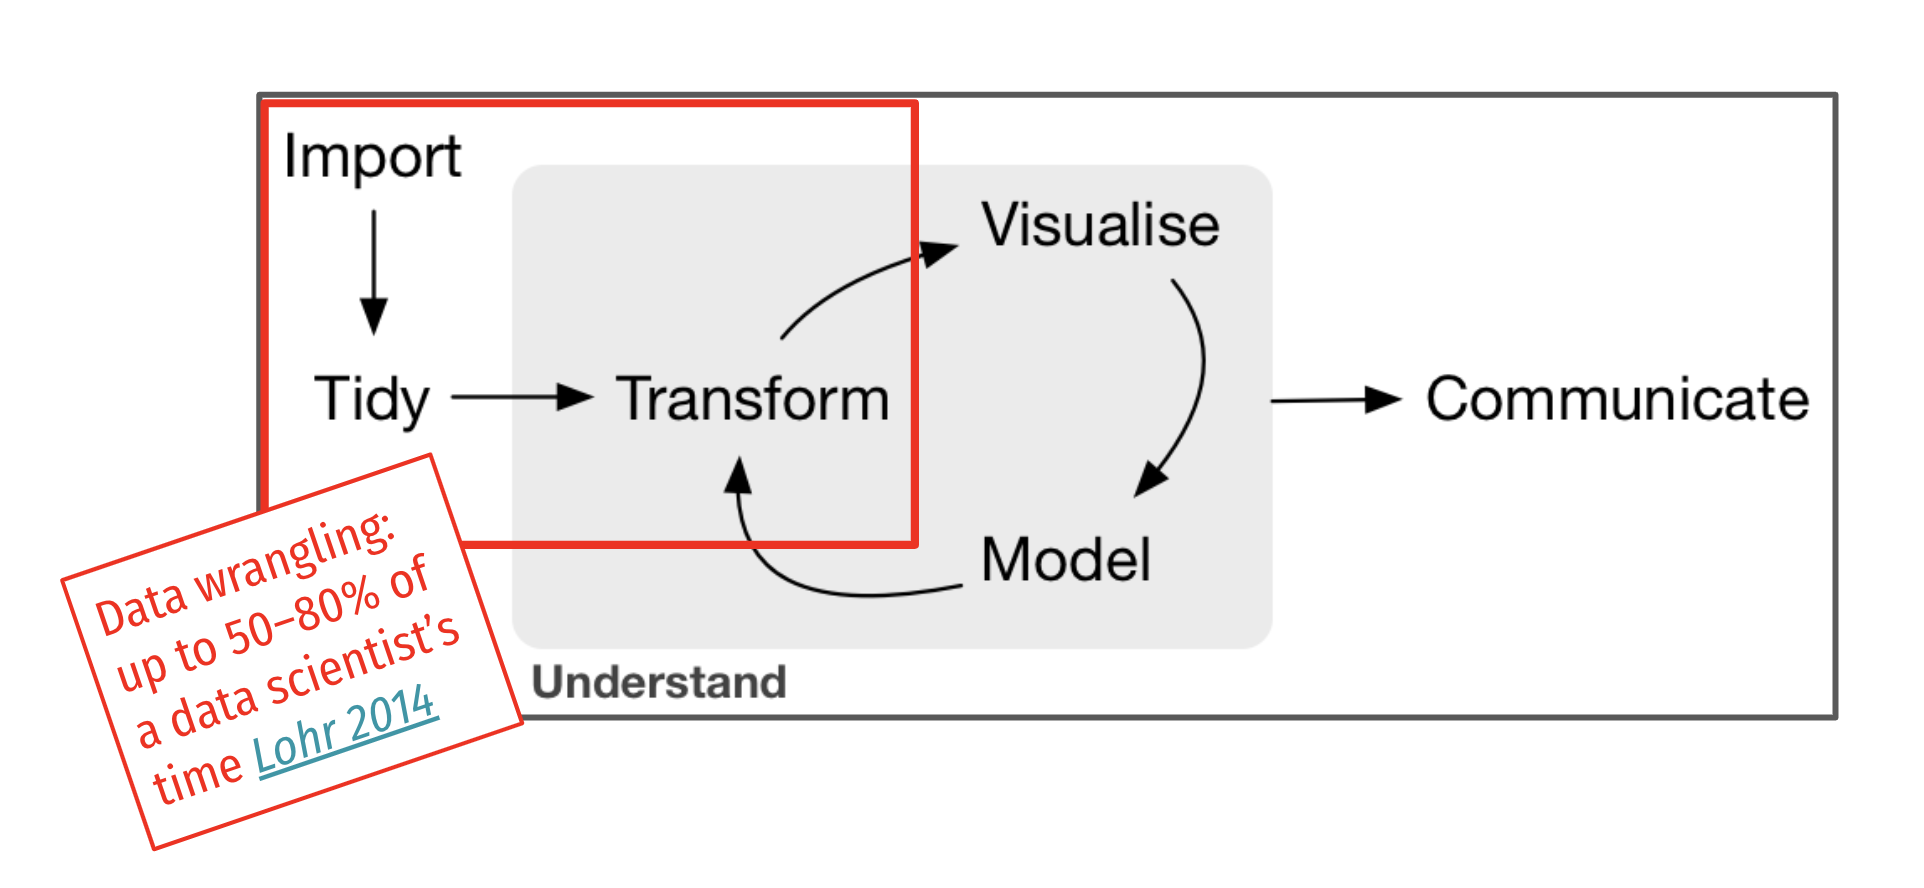 Import
Visualise
Tidy
Transform
Communicate
Model
Understand
Data wrangling:
up to 50–80% of
a data scientist’s
time Lohr 2014